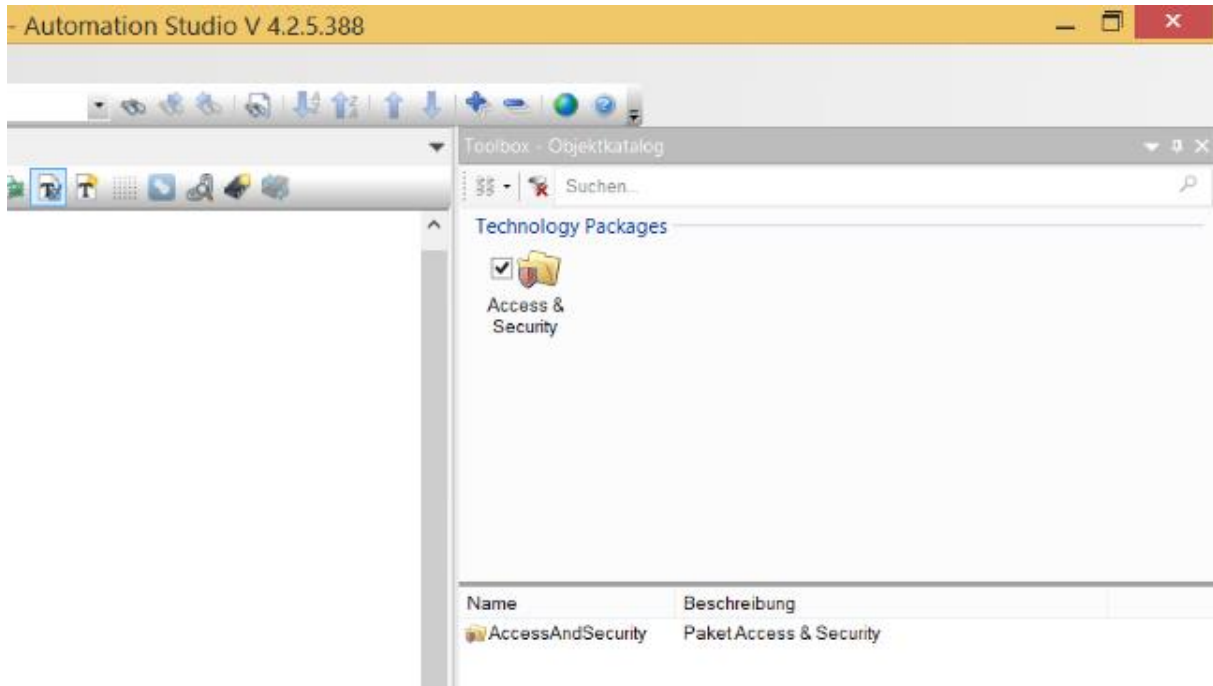 - Automation Studio V 4.2.5.388
Toolbox - Objektkatalog
Suchen...
Technology Packages
Access &
Security
Name Beschreibung
AccessAndSecurity Paket Access & Security